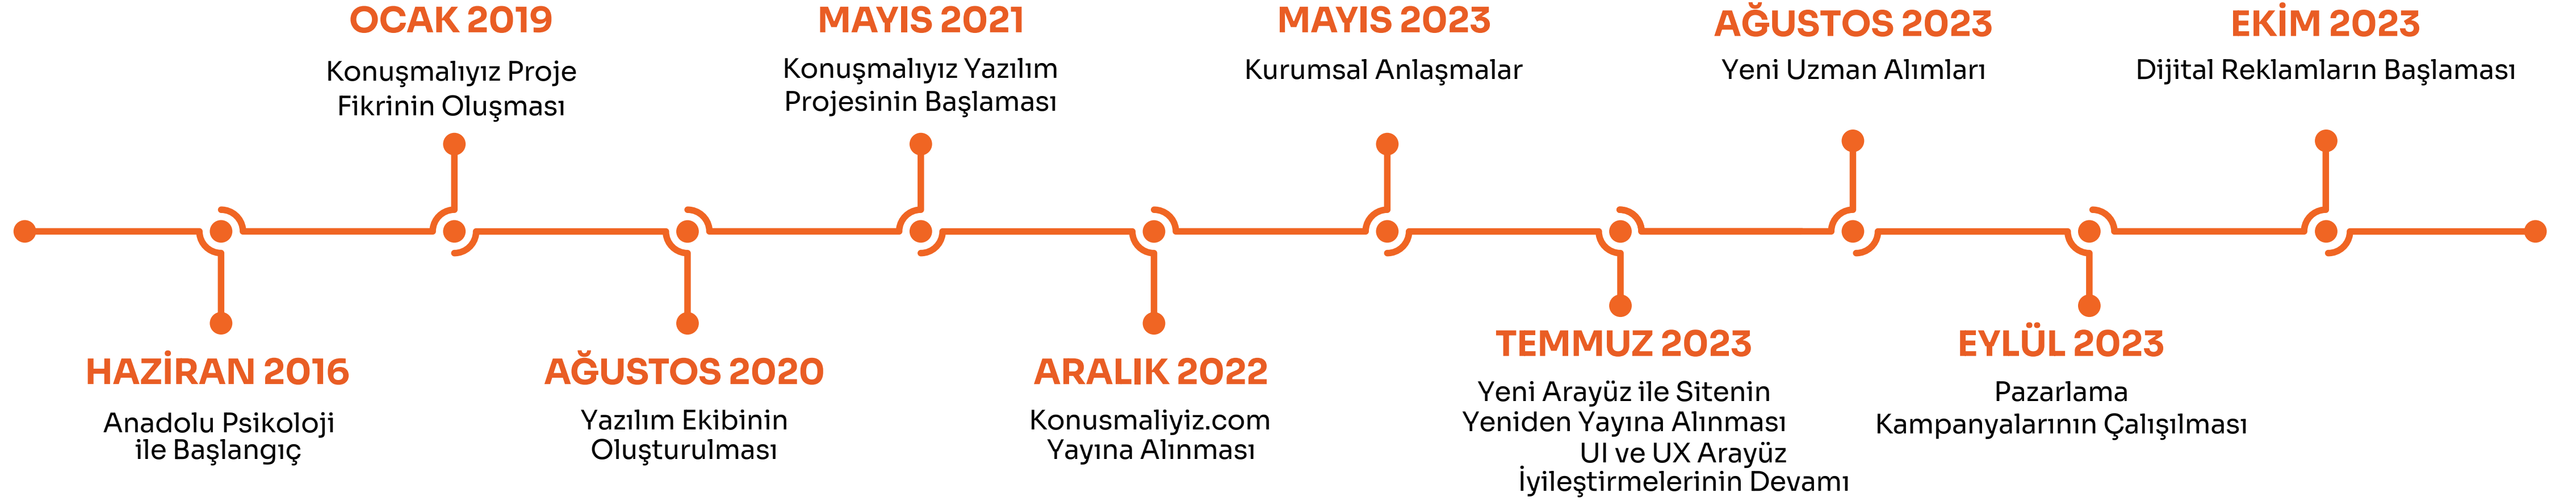 OCAK 2019
Konuşmalıyız Proje
Fikrinin Oluşması
MAYIS 2021
Konuşmalıyız Yazılım
Projesinin Başlaması
MAYIS 2023
Kurumsal Anlaşmalar
AĞUSTOS 2023
Yeni Uzman Alımları
EKİM 2023
Dijital Reklamların Başlaması
HAZİRAN 2016
Anadolu Psikoloji
ile Başlangıç
AĞUSTOS 2020
Yazılım Ekibinin
Oluşturulması
ARALIK 2022
Konusmaliyiz.com
Yayına Alınması
TEMMUZ 2023
Yeni Arayüz ile Sitenin
Yeniden Yayına Alınması
UI ve UX Arayüz
İyileştirmelerinin Devamı
EYLÜL 2023
Pazarlama
Kampanyalarının Çalışılması